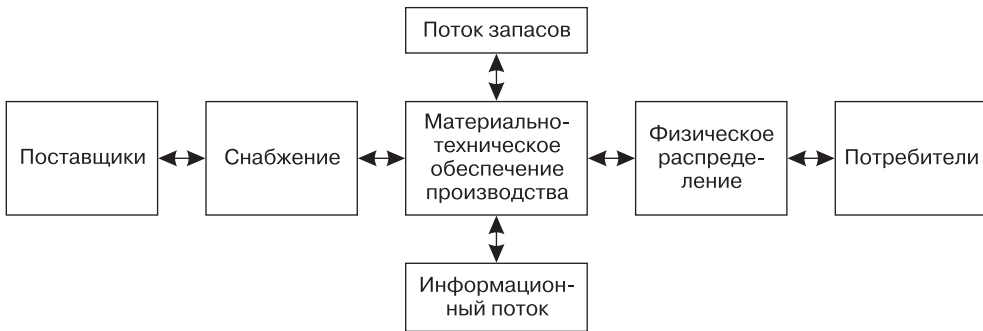 Поток запасов
Поставщики
Снабжение
Материально-
техническое
обеспечение
производства
Физическое
распреде-
ление
Потребители
Информацион-
ный поток